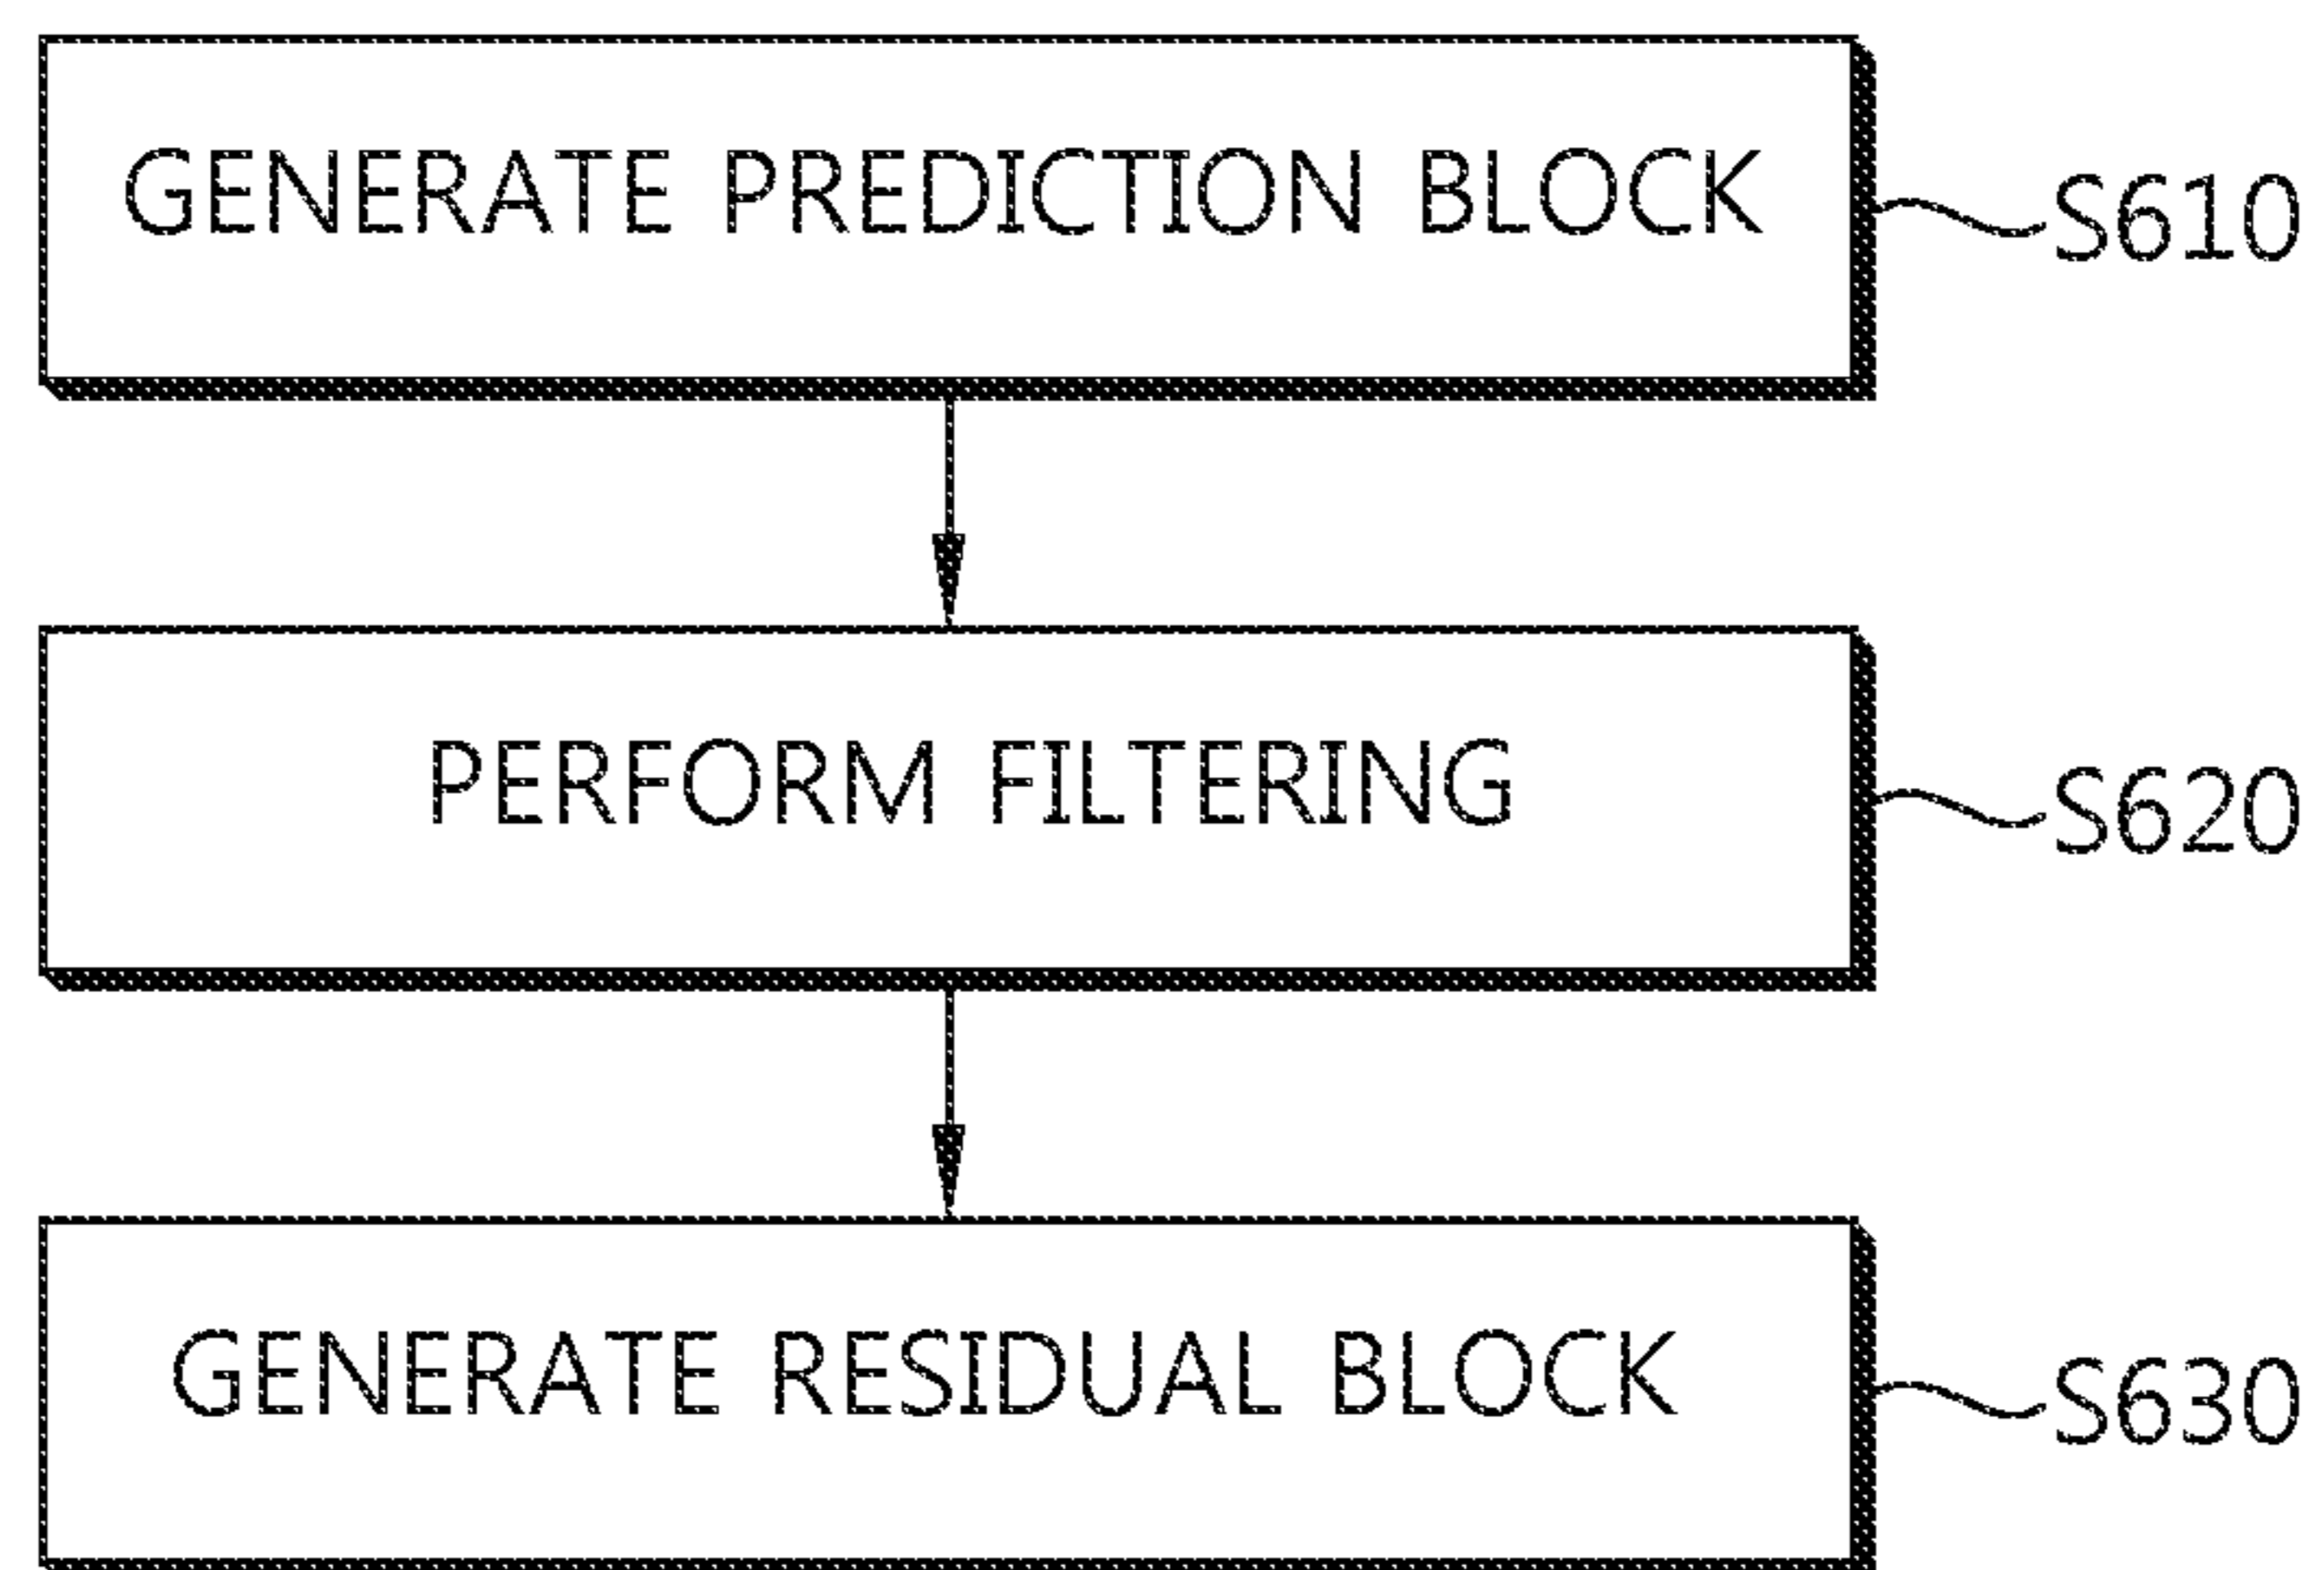 GENERATE PREDICTION BLOCK
S610
PERFORM FILTERING
S620
GENERATE RESIDUAL BLOCK
S630